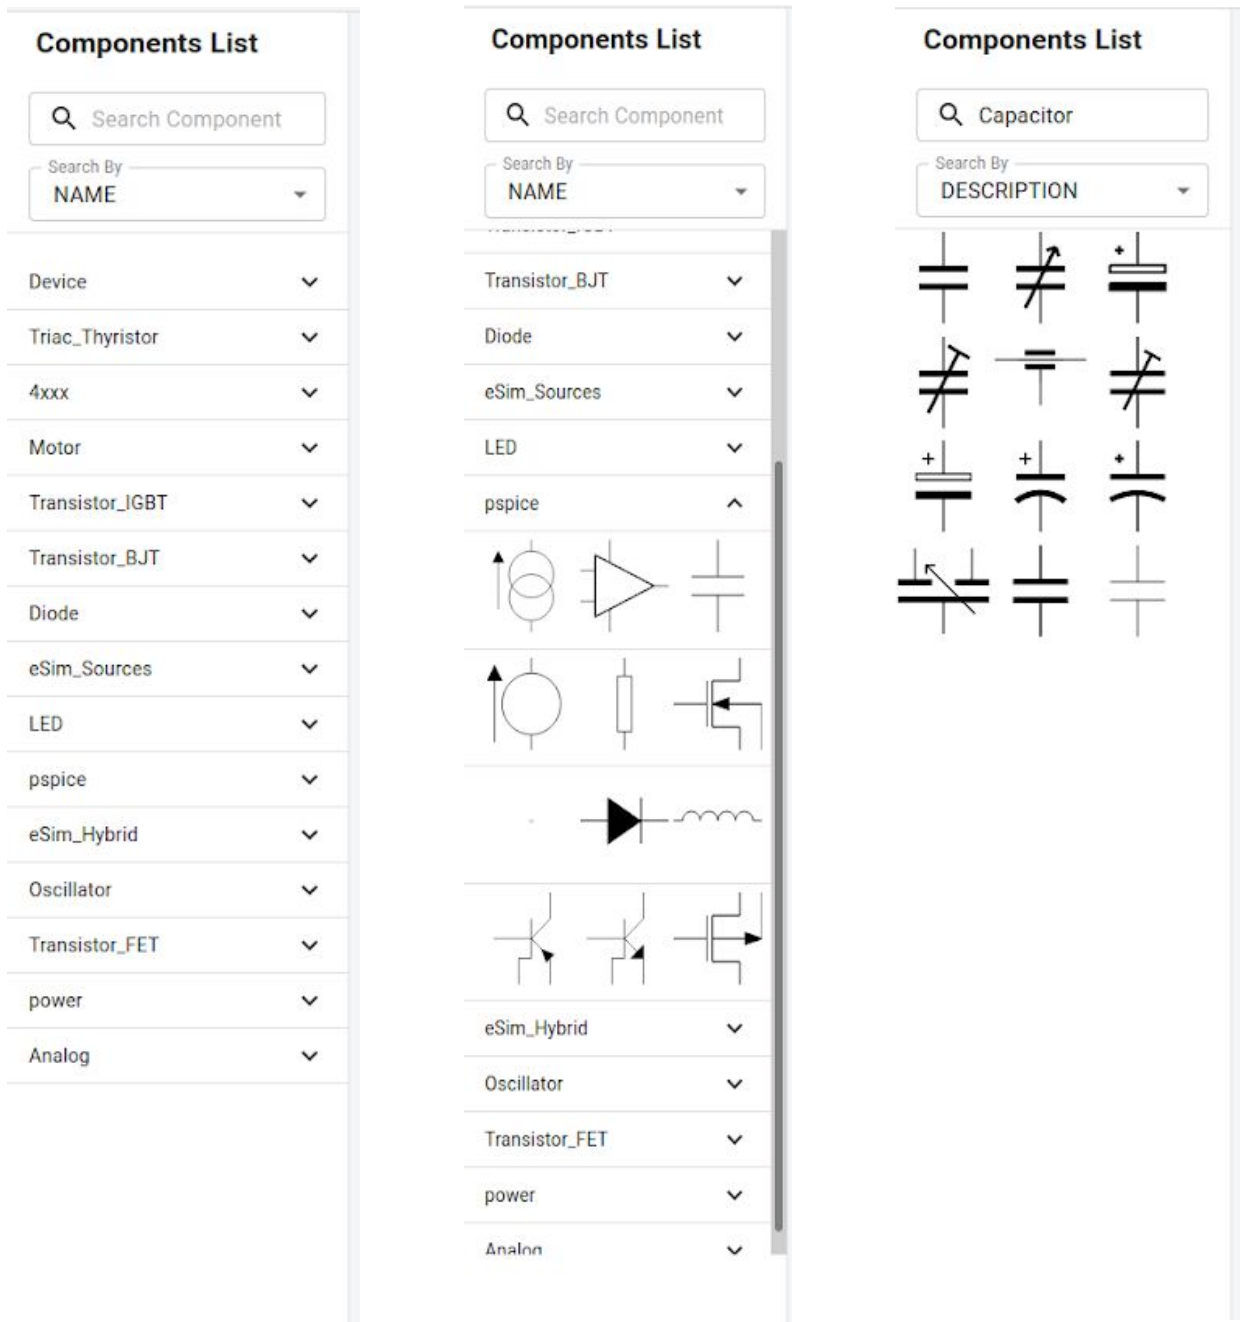 Components List
Search Component
Search By
NAME
Device
Triac_Thyristor
4xxx
Motor
Transistor_IGBT
Transistor_BJT
Diode
eSim_Sources
LED
pspice
eSim_Hybrid
Oscillator
Transistor_FET
power
Analog
Components List
Search Component
Search By
NAME
Transistor_BJT
Diode
eSim_Sources
LED
pspice
eSim_Hybrid
Oscillator
Transistor_FET
power
Analog
Components List
Capacitor
Search By
DESCRIPTION
+
+
+
+